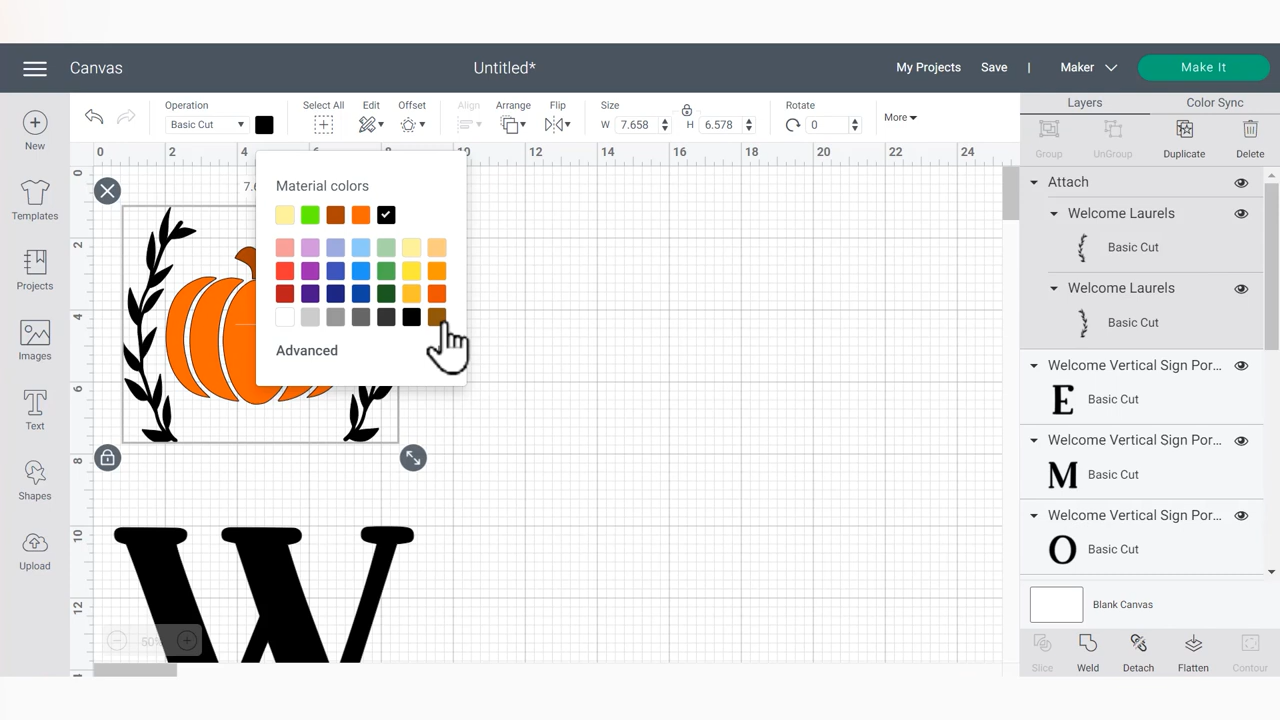 Canvas
Untitled*
My Projects
Save
|
Maker
Make It
New
Templates
Projects
Images
Text
Shapes
Upload
Operation
Basic Cut
Select All
Edit
Offset
Align
Arrange
Flip
Size
W 7.658
H 6.578
Rotate
0
More
0 2 4 6 8 10 12 14 16 18 20 22 24
0
2
4
6
8
10
12
Material colors
Advanced
W
50%
Layers
Color Sync
Group
UnGroup
Duplicate
Delete
Attach
Welcome Laurels
Basic Cut
Welcome Laurels
Basic Cut
Welcome Vertical Sign Por...
E Basic Cut
Welcome Vertical Sign Por...
M Basic Cut
Welcome Vertical Sign Por...
O Basic Cut
Blank Canvas
Slice
Weld
Detach
Flatten
Contour